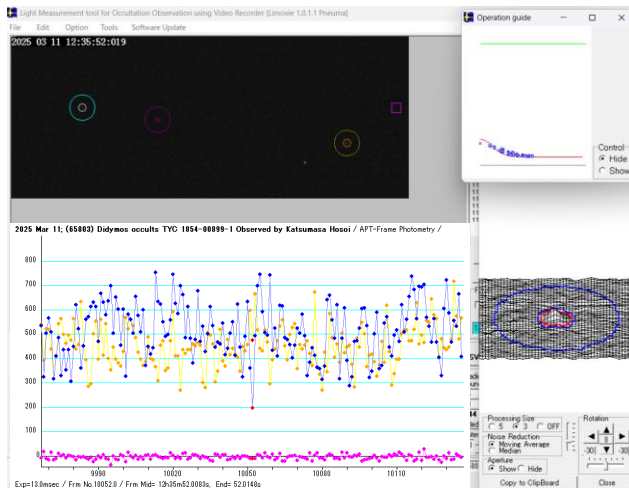 Light Measurement tool for Occultation Observation using Video Recorder [Limovie 1.0.1.1 Pneuma]
File Edit Option Tools Software Update
2025 03 11 12:35:52:019
Operation guide
Control
Hide
Show
2025 Mar 11; (65803) Didymos occults TYC 1854-00899-1 Observed by Katsumasa Hosoi / APT-Frame Photometry /
800
700
600
500
400
300
200
100
0
9990 10020 10050 10080 10110
Exp=13.0msec / Frm No.10052.0 / Frm Mid= 12h35m52.0083s, End= 52.0148s
Processing Size
5 3 OFF
Noise Reduction
Moving Average
Median
Aperture
Show Hide
Rotation
0
-30 -30
Copy to ClipBoard Close